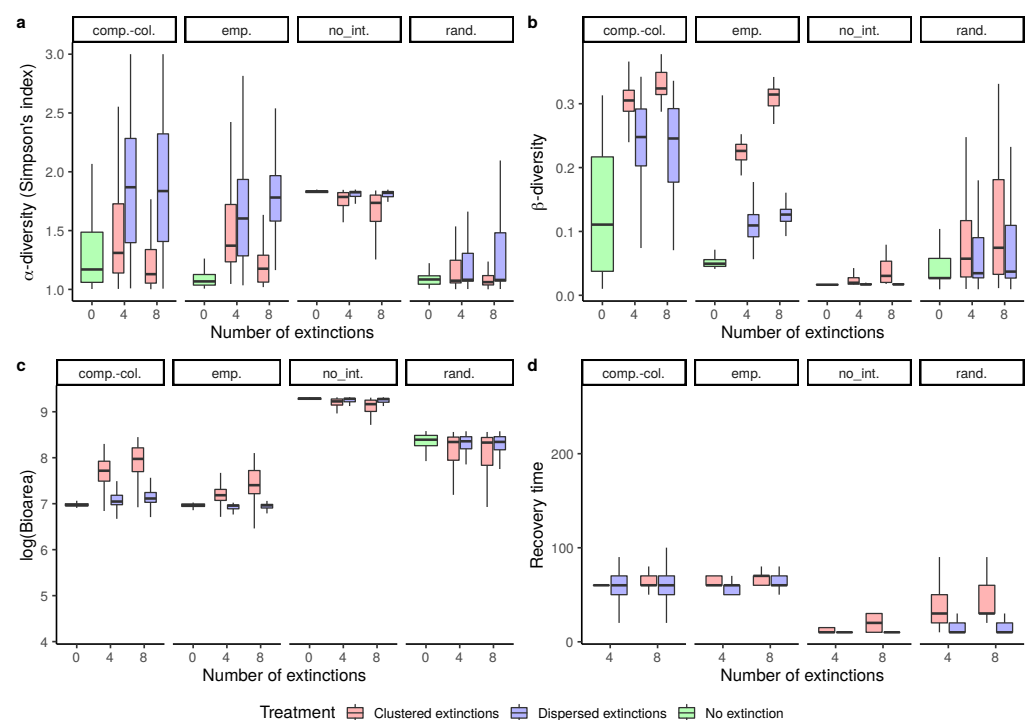 a
comp.-col. emp. no_int. rand.
α-diversity (Simpson's index)
3.0
2.5
2.0
1.5
1.0
0 4 8 0 4 8 0 4 8 0 4 8
Number of extinctions
b
comp.-col. emp. no_int. rand.
β-diversity
0.3
0.2
0.1
0.0
0 4 8 0 4 8 0 4 8 0 4 8
Number of extinctions
c
comp.-col. emp. no_int. rand.
log(Bioarea)
9
8
7
6
5
4
0 4 8 0 4 8 0 4 8 0 4 8
Number of extinctions
d
comp.-col. emp. no_int. rand.
Recovery time
200
100
0
4 8 4 8 4 8 4 8
Number of extinctions
Treatment Clustered extinctions Dispersed extinctions No extinction